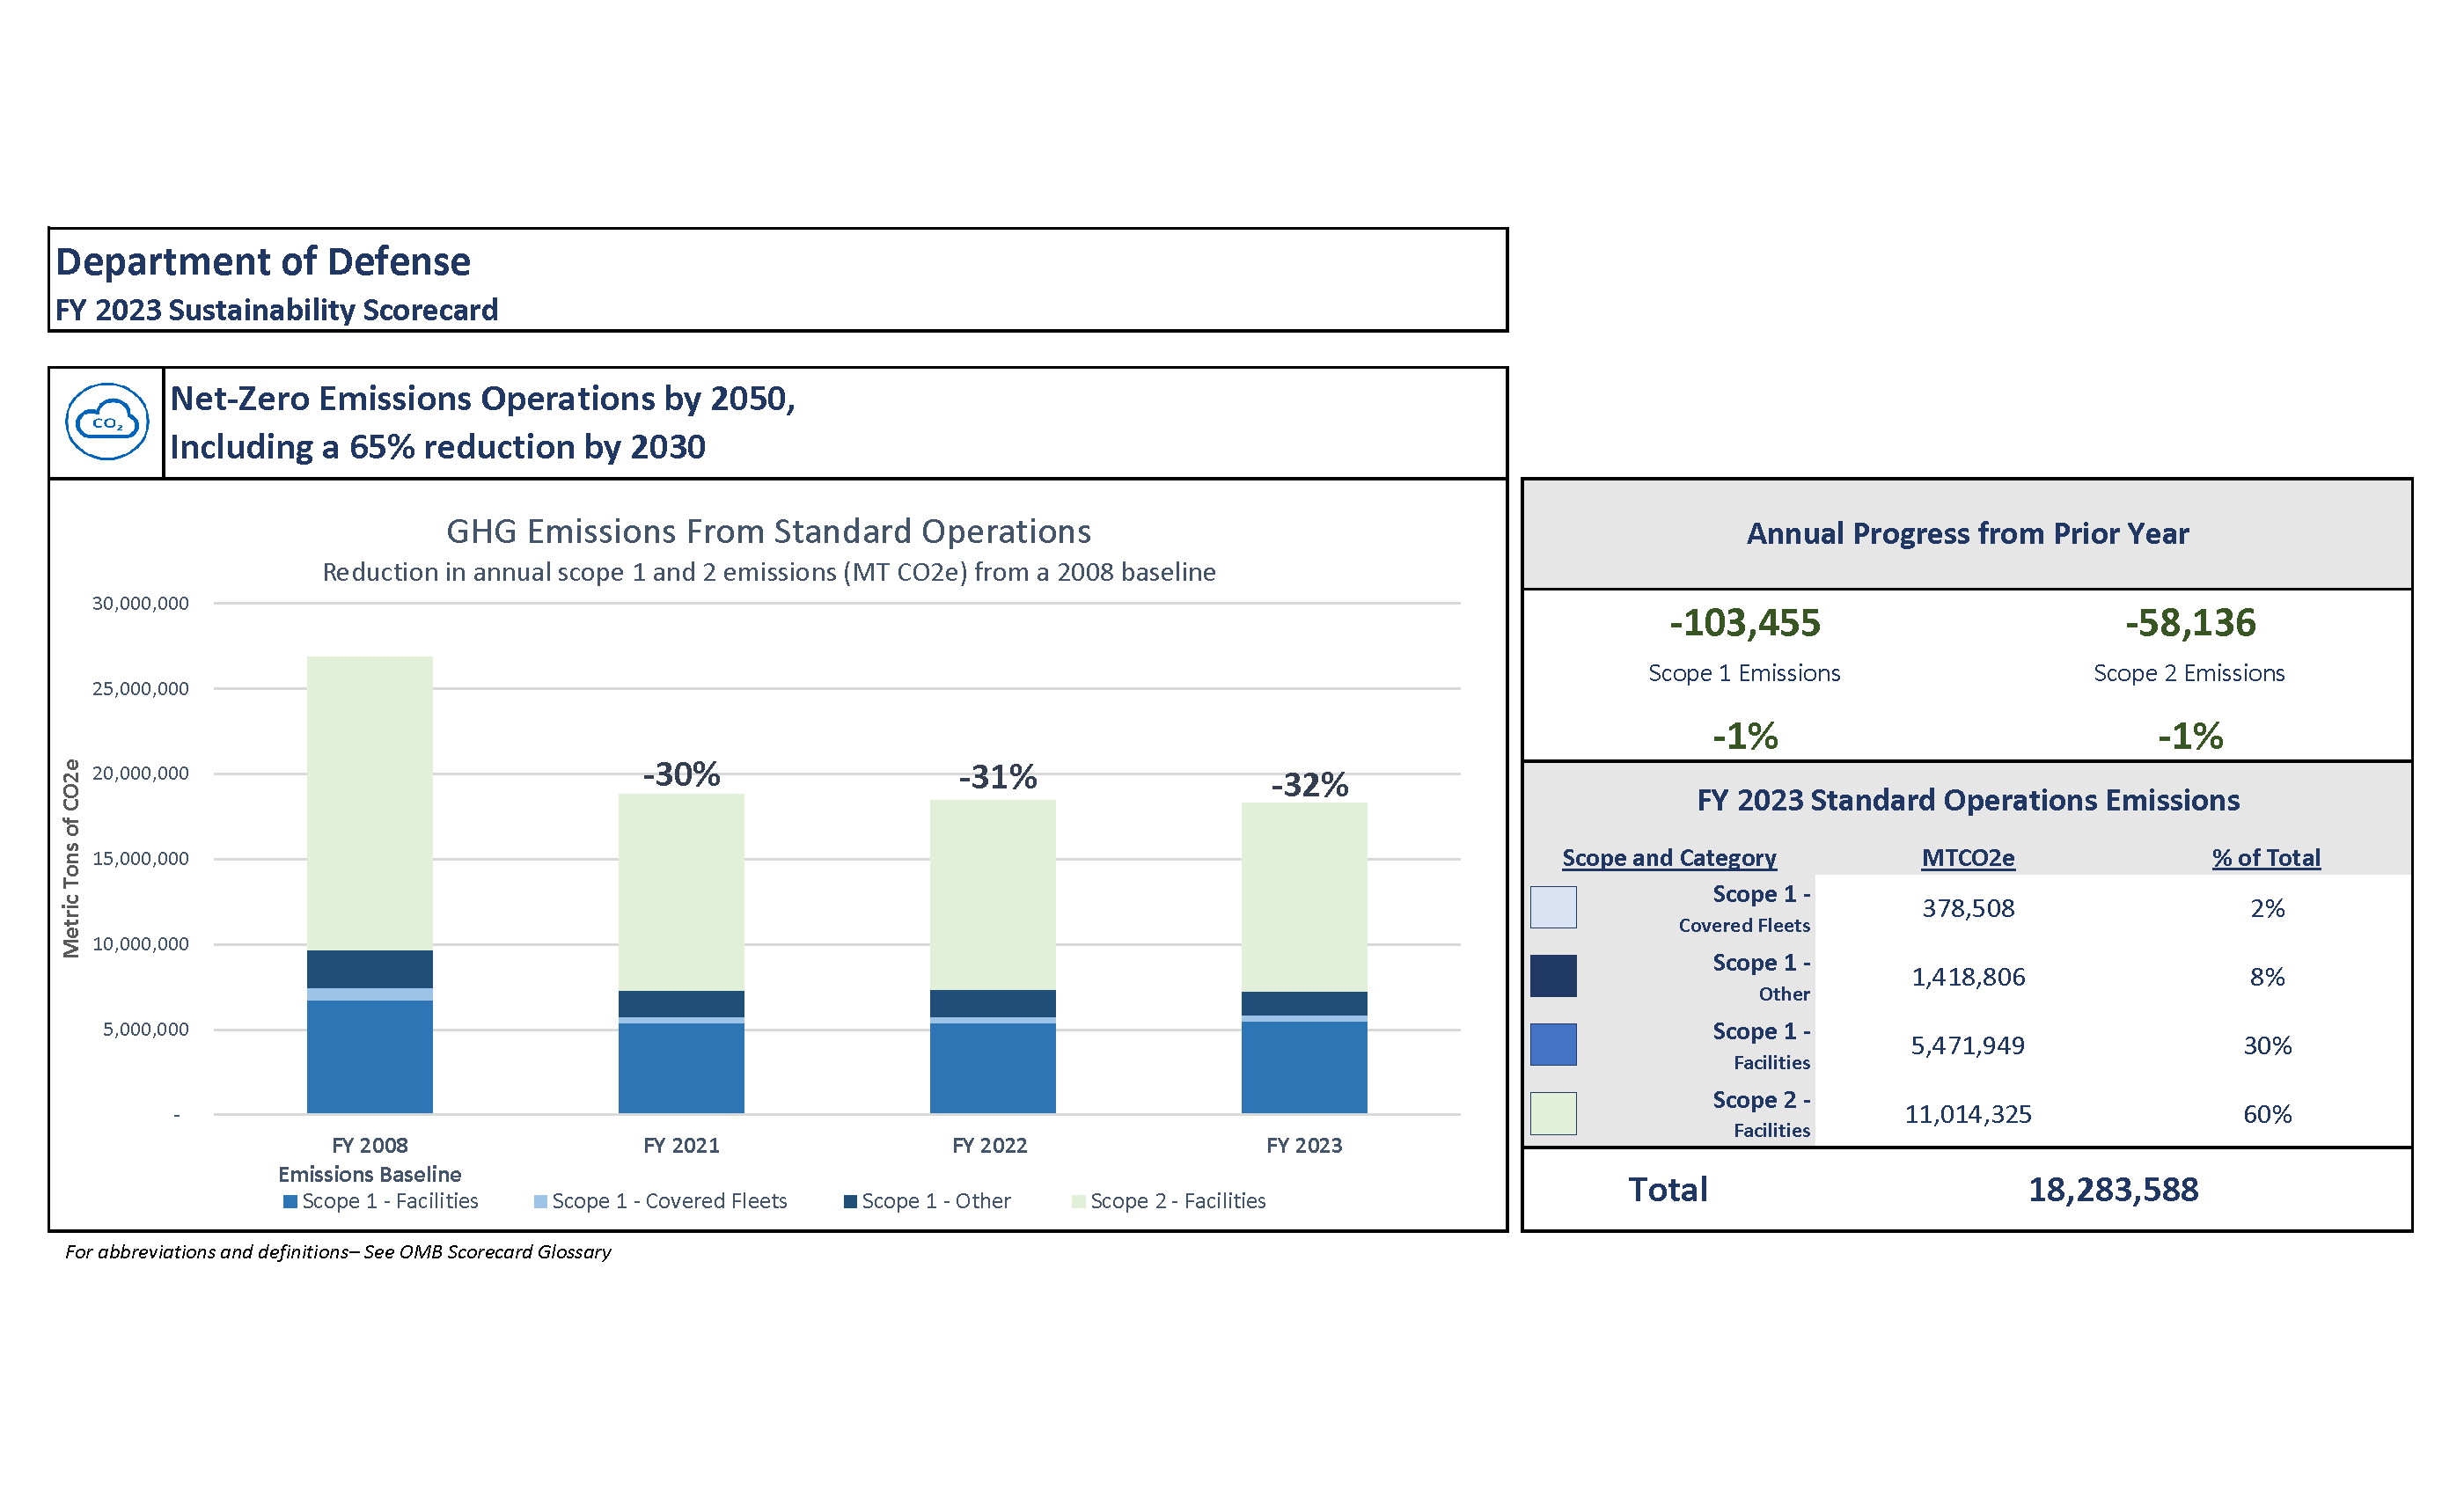 Department of Defense
FY 2023 Sustainability Scorecard
CO₂
Net-Zero Emissions Operations by 2050,
Including a 65% reduction by 2030
GHG Emissions From Standard Operations
Reduction in annual scope 1 and 2 emissions (MT CO2e) from a 2008 baseline
Metric Tons of CO2e
30,000,000
25,000,000
20,000,000
15,000,000
10,000,000
5,000,000
-
-30%
-31%
-32%
FY 2008
Emissions Baseline
FY 2021
FY 2022
FY 2023
Scope 1 - Facilities
Scope 1 - Covered Fleets
Scope 1 - Other
Scope 2 - Facilities
For abbreviations and definitions– See OMB Scorecard Glossary
Annual Progress from Prior Year
-103,455 -58,136
Scope 1 Emissions Scope 2 Emissions
-1% -1%
FY 2023 Standard Operations Emissions
Scope and Category MTCO2e % of Total
Scope 1 -
Covered Fleets 378,508 2%
Scope 1 -
Other 1,418,806 8%
Scope 1 -
Facilities 5,471,949 30%
Scope 2 -
Facilities 11,014,325 60%
Total 18,283,588